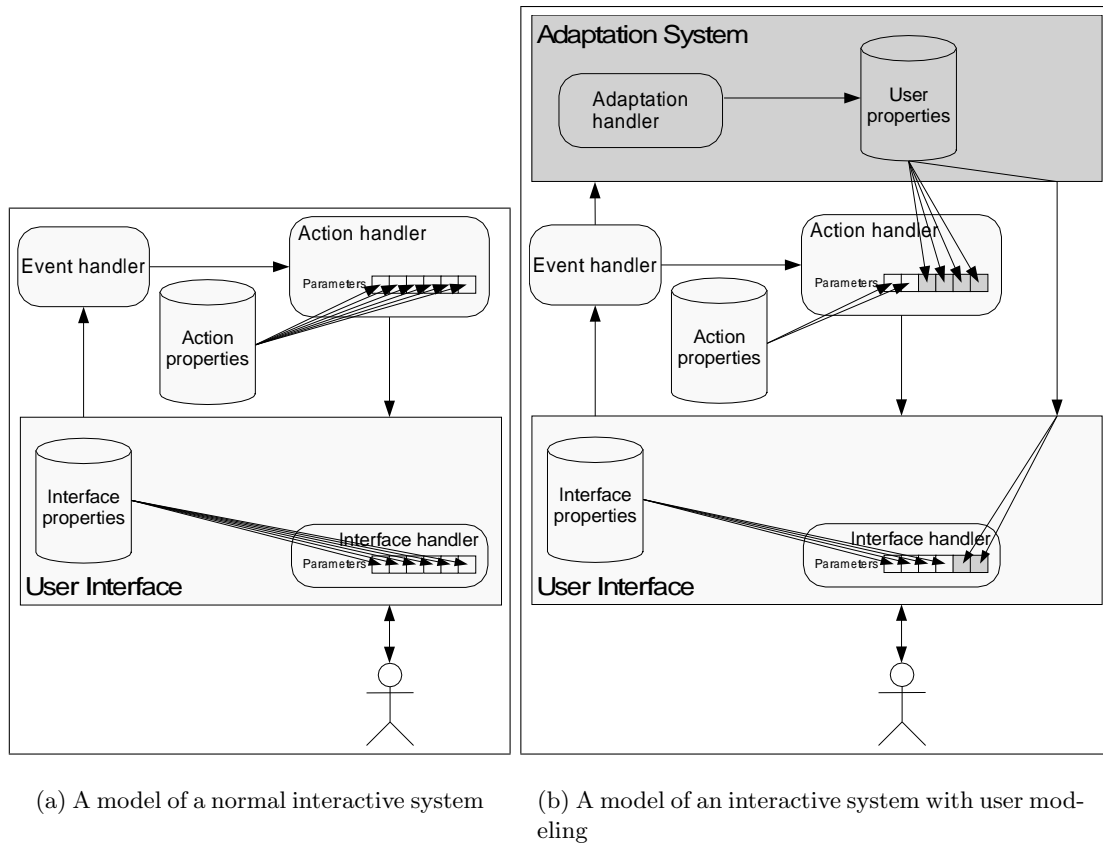 Event handler
Action handler
Parameters
Action
properties
Interface
properties
Interface handler
Parameters
User Interface
Adaptation System
Adaptation
handler
User
properties
Event handler
Action handler
Parameters
Action
properties
Interface
properties
Interface handler
Parameters
User Interface
(a) A model of a normal interactive system
(b) A model of an interactive system with user mod-
eling